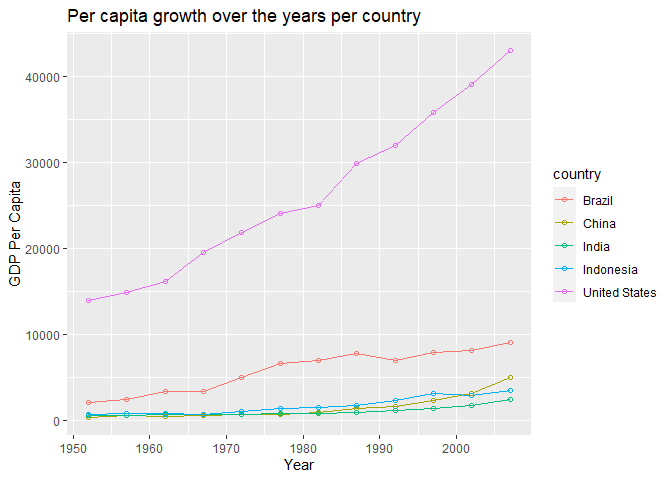 Per capita growth over the years per country
GDP Per Capita
40000
30000
20000
10000
0
1950
1960
1970
1980
1990
2000
Year
country
Brazil
China
India
Indonesia
United States